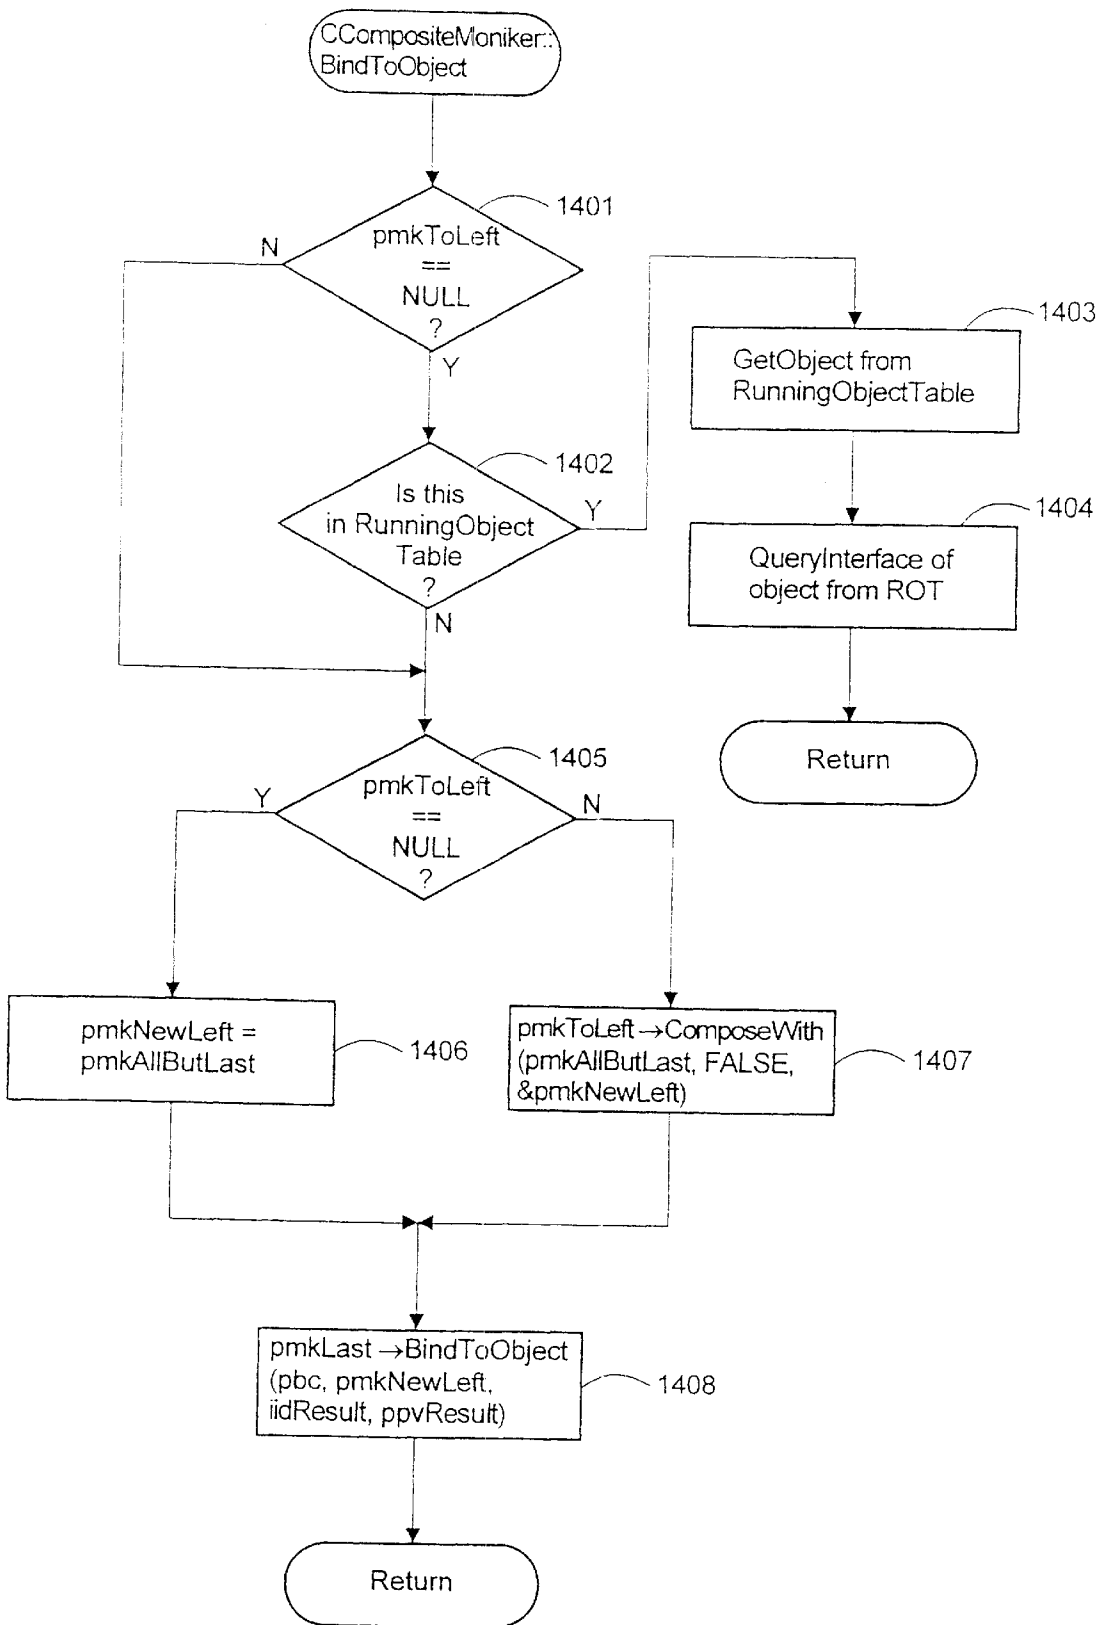 CCompositeMoniker::
BindToObject
1401
pmkToLeft
==
NULL
?
N
Y
1402
Is this
in RunningObject
Table
?
Y
N
1403
GetObject from
RunningObjectTable
1404
QueryInterface of
object from ROT
Return
1405
pmkToLeft
==
NULL
?
Y
N
pmkNewLeft =
pmkAllButLast
1406
pmkToLeft→ComposeWith
(pmkAllButLast, FALSE,
&pmkNewLeft)
1407
pmkLast→BindToObject
(pbc, pmkNewLeft,
iidResult, ppvResult)
1408
Return